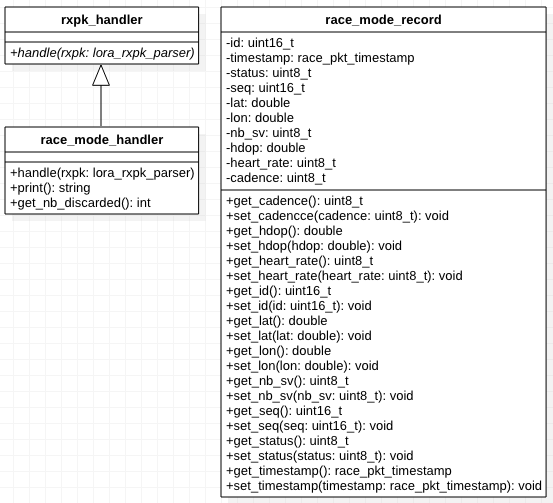 rxpk_handler
+handle(rxpk: lora_rxpk_parser)
race_mode_handler
+handle(rxpk: lora_rxpk_parser)
+print(): string
+get_nb_discarded(): int
race_mode_record
-id: uint16_t
-timestamp: race_pkt_timestamp
-status: uint8_t
-seq: uint16_t
-lat: double
-lon: double
-nb_sv: uint8_t
-hdop: double
-heart_rate: uint8_t
-cadence: uint8_t
+get_cadence(): uint8_t
+set_cadencce(cadence: uint8_t): void
+get_hdop(): double
+set_hdop(hdop: double): void
+get_heart_rate(): uint8_t
+set_heart_rate(heart_rate: uint8_t): void
+get_id(): uint16_t
+set_id(id: uint16_t): void
+get_lat(): double
+set_lat(lat: double): void
+get_lon(): double
+set_lon(lon: double): void
+get_nb_sv(): uint8_t
+set_nb_sv(nb_sv: uint8_t): void
+get_seq(): uint16_t
+set_seq(seq: uint16_t): void
+get_status(): uint8_t
+set_status(status: uint8_t): void
+get_timestamp(): race_pkt_timestamp
+set_timestamp(timestamp: race_pkt_timestamp): void